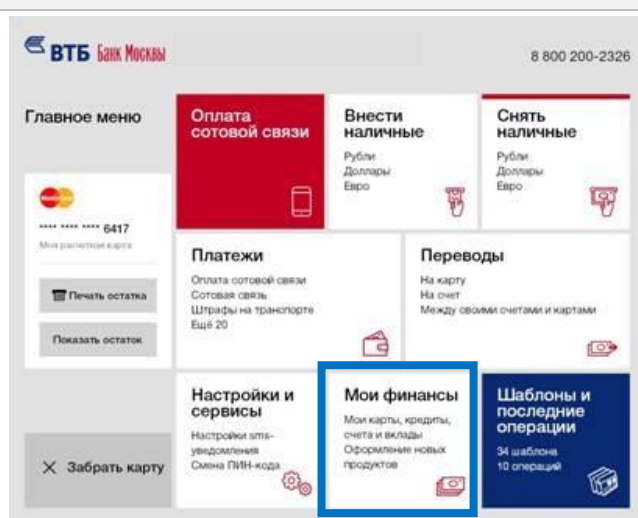 ВТБ Банк Москвы
8 800 200-2326
Главное меню
**** **** **** 6417
Моя расчетная карта
Печать остатка
Показать остаток
Забрать карту
Оплата
сотовой связи
Внести
наличные
Рубли
Доллары
Евро
Снять
наличные
Рубли
Доллары
Евро
Платежи
Оплата сотовой связи
Сотовая связь
Штрафы на транспорте
Ещё 20
Переводы
На карту
На счет
Между своими счетами и картами
Настройки и
сервисы
Настройки sms-
уведомления
Смена ПИН-кода
Мои финансы
Мои карты, кредиты,
счета и вклады
Оформление новых
продуктов
Шаблоны и
последние
операции
34 шаблона
10 операций